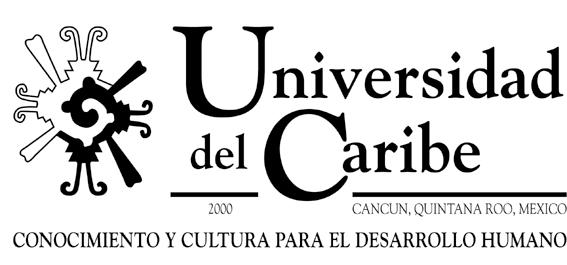 Universidad
del Caribe
2000
CANCUN, QUINTANA ROO, MEXICO
CONOCIMIENTO Y CULTURA PARA EL DESARROLLO HUMANO